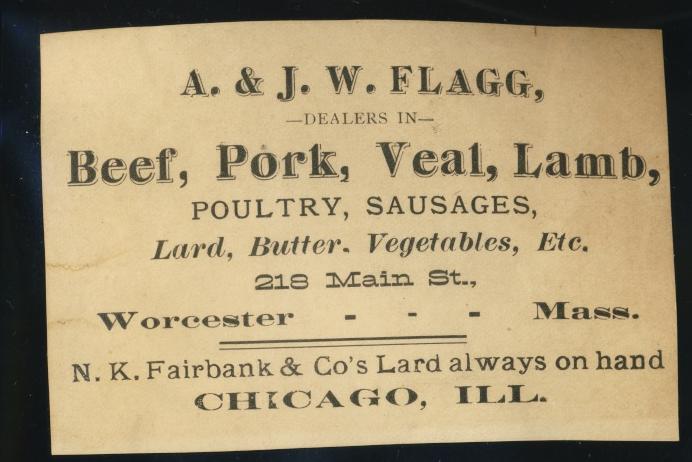 A. & J. W. FLAGG,
—DEALERS IN—
Beef, Pork, Veal, Lamb,
POULTRY, SAUSAGES,
Lard, Butter. Vegetables, Etc.
218 Main St.,
Worcester - - - Mass.
N. K. Fairbank & Co's Lard always on hand
CHICAGO, ILL.